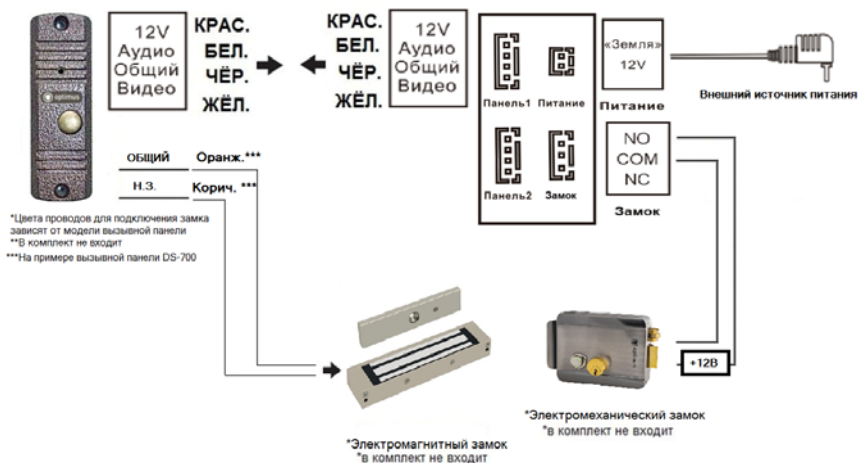 12V
Аудио
Общий
Видео
КРАС.
БЕЛ.
ЧЁР.
ЖЁЛ.
КРАС.
БЕЛ.
ЧЁР.
ЖЁЛ.
12V
Аудио
Общий
Видео
Панель1
Питание
Панель2
Замок
«Земля»
12V
Питание
Внешний источник питания
NO
COM
NC
Замок
optimus
ОБЩИЙ
Оранж.***
Н.З.
Корич. ***
*Цвета проводов для подключения замка
зависят от модели вызывной панели
**В комплект не входит
***На примере вызывной панели DS-700
+12В
*Электромагнитный замок
*в комплект не входит
*Электромеханический замок
*в комплект не входит